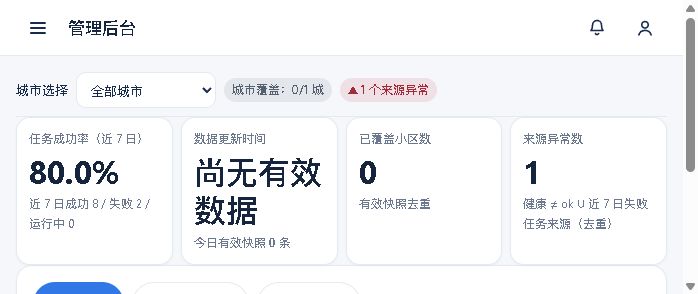 管理后台
城市选择 全部城市 城市覆盖：0/1 城 ▲1 个来源异常
任务成功率（近 7 日）
80.0%
近 7 日成功 8 / 失败 2 /
运行中 0
数据更新时间
尚无有效
数据
今日有效快照 0 条
已覆盖小区数
0
有效快照去重
来源异常数
1
健康 ≠ ok ∪ 近 7 日失败
任务来源（去重）